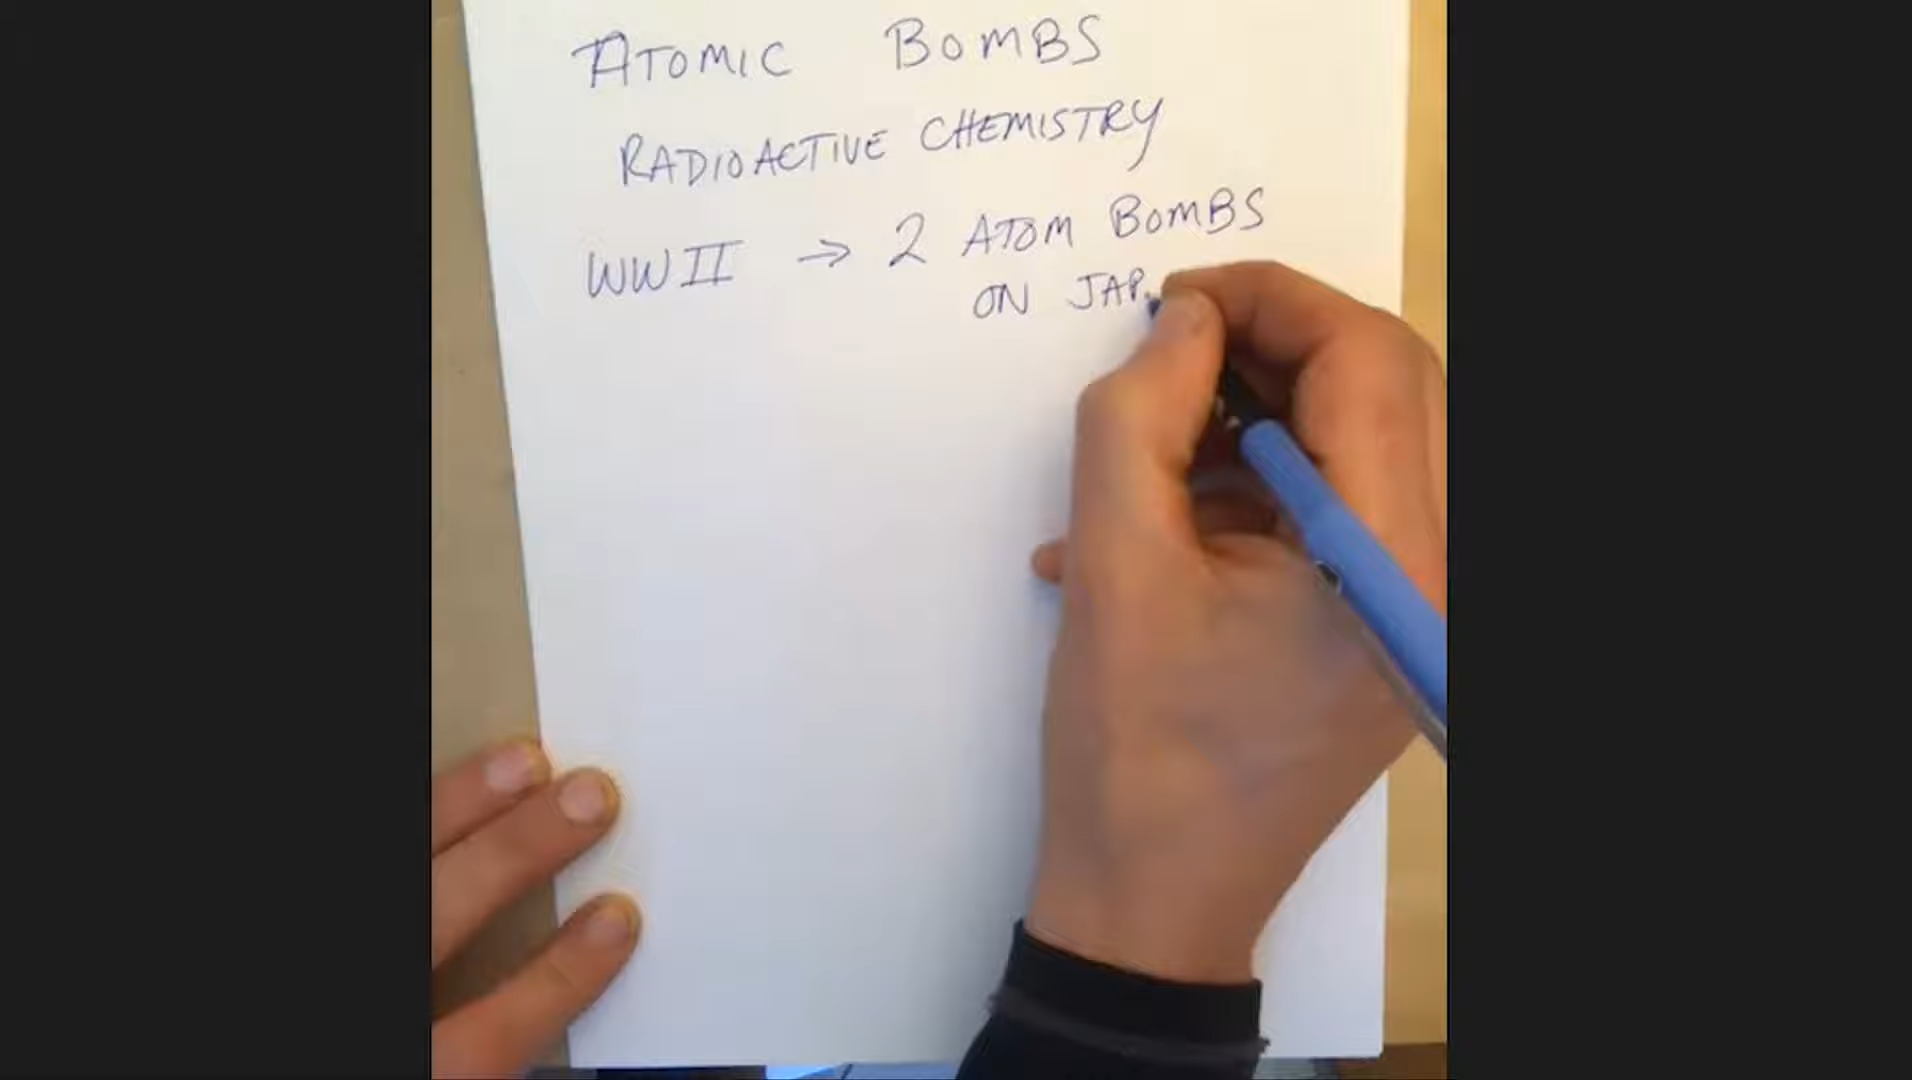 ATOMIC BOMBS
RADIOACTIVE CHEMISTRY
WWII → 2 ATOM BOMBS
ON JAP